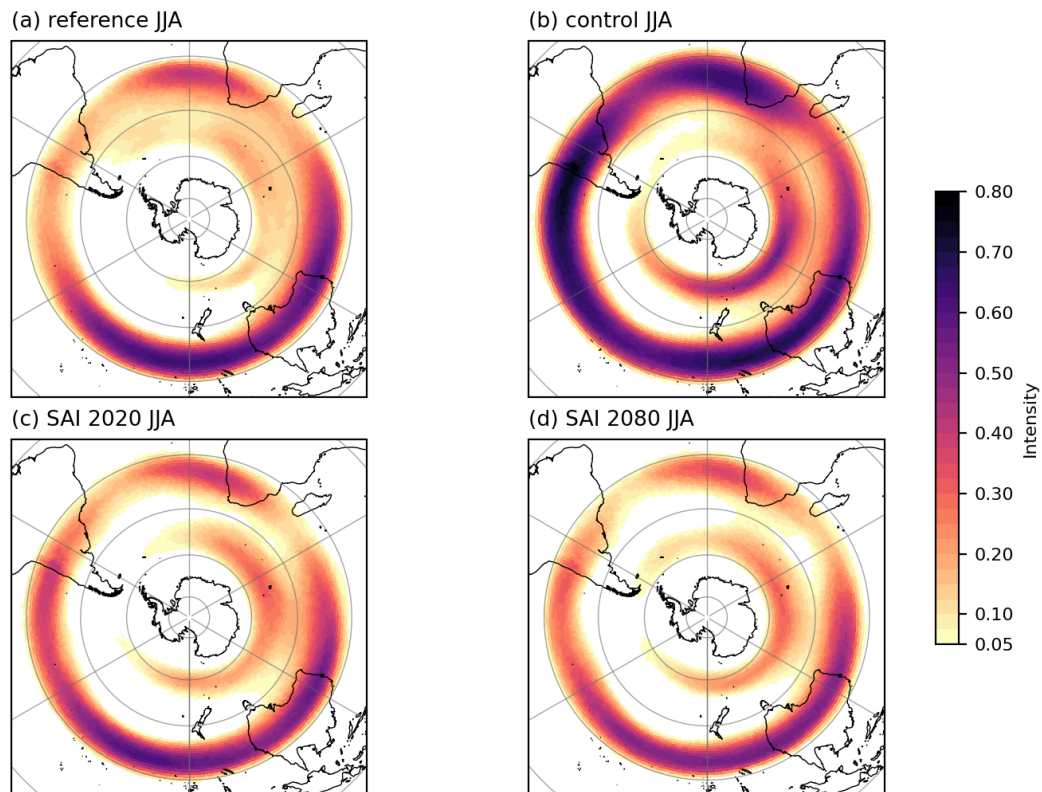 (a) reference JJA
(b) control JJA
(c) SAI 2020 JJA
(d) SAI 2080 JJA
0.80
0.70
0.60
0.50
0.40
0.30
0.20
0.10
0.05
Intensity